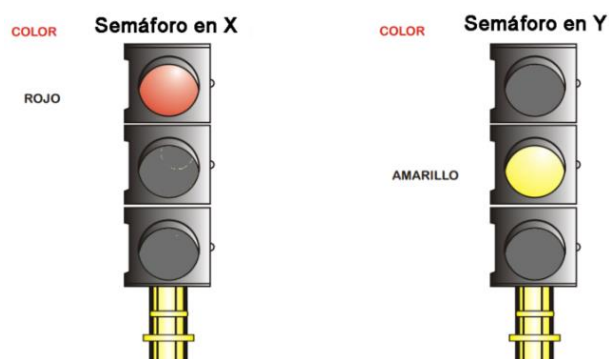 COLOR
Semáforo en X
ROJO
COLOR
Semáforo en Y
AMARILLO